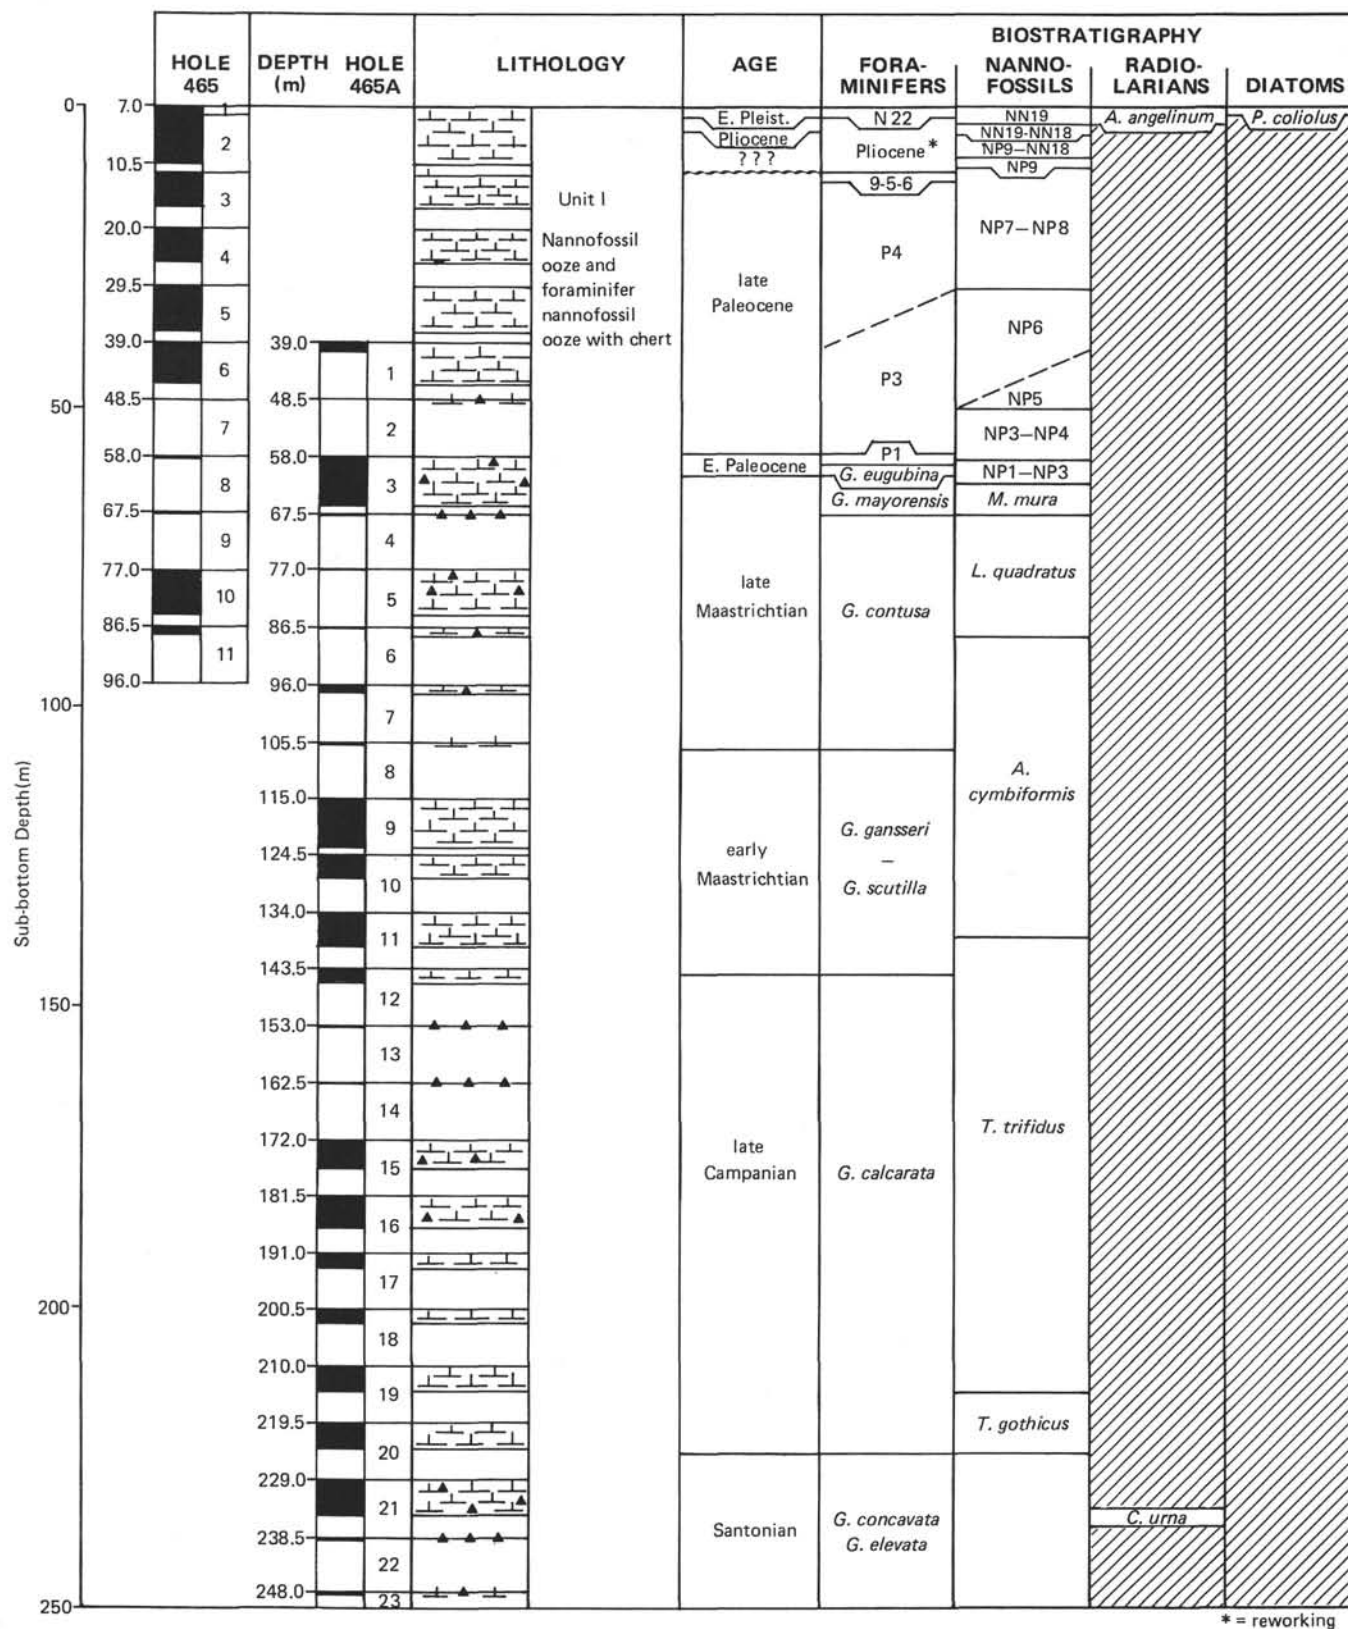 BIOSTRATIGRAPHY
HOLE 465
DEPTH (m)
HOLE 465A
LITHOLOGY
AGE
FORA-
MINIFERS
NANNO-
FOSSILS
RADIO-
LARIANS
DIATOMS
Sub-bottom Depth(m)
0
50
100
150
200
250
7.0
10.5
20.0
29.5
39.0
48.5
58.0
67.5
77.0
86.5
96.0
1
2
3
4
5
6
7
8
9
10
11
39.0
48.5
58.0
67.5
77.0
86.5
96.0
105.5
115.0
124.5
134.0
143.5
153.0
162.5
172.0
181.5
191.0
200.5
210.0
219.5
229.0
238.5
248.0
1
2
3
4
5
6
7
8
9
10
11
12
13
14
15
16
17
18
19
20
21
22
23
Unit I
Nannofossil
ooze and
foraminifer
nannofossil
ooze with chert
E. Pleist.
Pliocene
? ? ?
late
Paleocene
E. Paleocene
late
Maastrichtian
early
Maastrichtian
late
Campanian
Santonian
N 22
Pliocene*
9-5-6
P4
P3
P1
G. eugubina
G. mayorensis
G. contusa
G. gansseri
–
G. scutilla
G. calcarata
G. concavata
G. elevata
NN19
NN19-NN18
NP9–NN18
NP9
NP7–NP8
NP6
NP5
NP3–NP4
NP1–NP3
M. mura
L. quadratus
A.
cymbiformis
T. trifidus
T. gothicus
A. angelinum
C. urna
P. coliolus
* = reworking